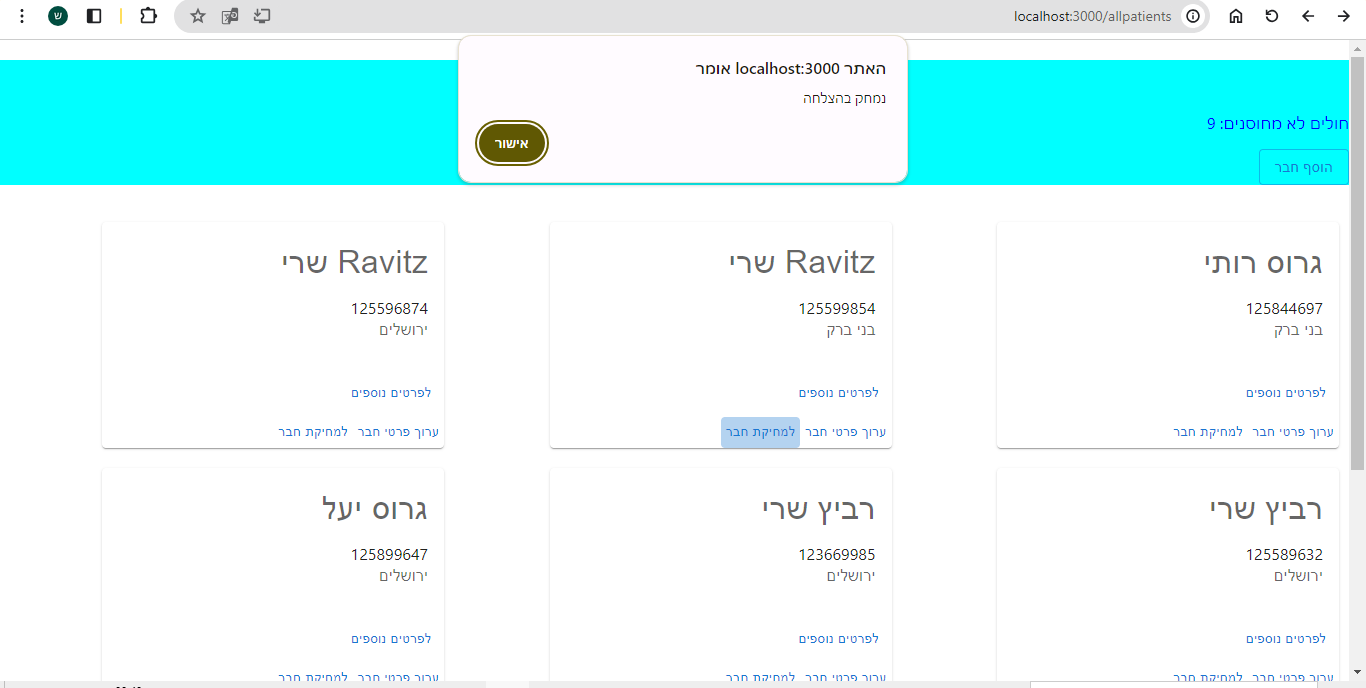 ש
localhost:3000/allpatients
האתר localhost:3000 אומר
נמחק בהצלחה
אישור
חולים לא מחוסנים: 9
הוסף חבר
גרוס רותי
125844697
בני ברק
לפרטים נוספים
ערוך פרטי חבר למחיקת חבר
Ravitz שרי
125599854
בני ברק
לפרטים נוספים
ערוך פרטי חבר למחיקת חבר
Ravitz שרי
125596874
ירושלים
לפרטים נוספים
ערוך פרטי חבר למחיקת חבר
רביץ שרי
125589632
ירושלים
לפרטים נוספים
ערוך פרטי חבר למחיקת חבר
רביץ שרי
123669985
ירושלים
לפרטים נוספים
ערוך פרטי חבר למחיקת חבר
גרוס יעל
125899647
ירושלים
לפרטים נוספים
ערוך פרטי חבר למחיקת חבר